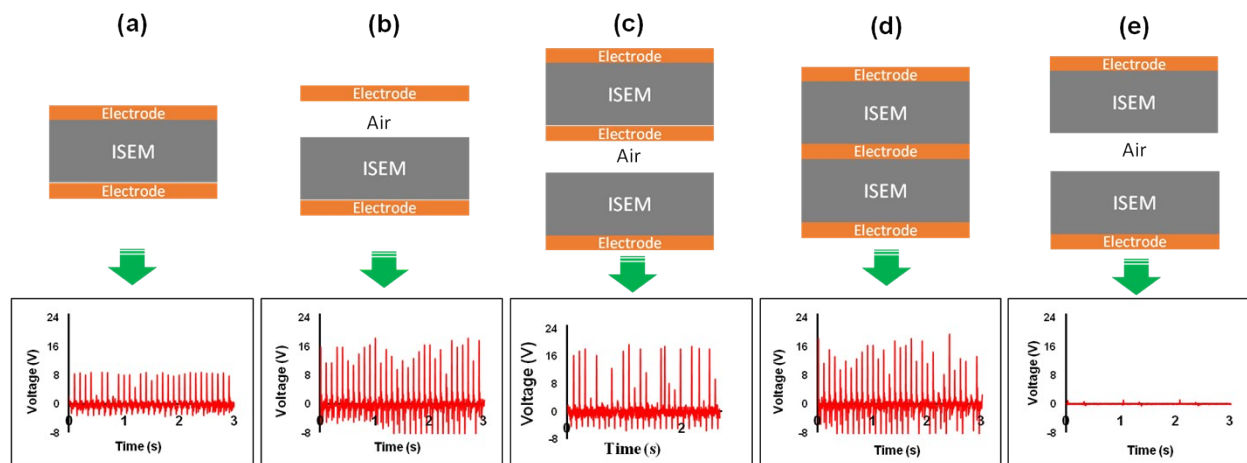 (a)
Electrode
ISEM
Electrode
24
16
8
0
-8
0
1
2
3
Voltage (V)
Time (s)
(b)
Electrode
Air
ISEM
Electrode
24
16
8
0
-8
0
1
2
3
Voltage (V)
Time (s)
(c)
Electrode
ISEM
Electrode
Air
ISEM
Electrode
24
16
8
0
-8
0
2
Voltage (V)
Time (s)
(d)
Electrode
ISEM
Electrode
ISEM
Electrode
24
16
8
0
-8
0
1
2
3
Voltage (V)
Time (s)
(e)
Electrode
ISEM
Air
ISEM
Electrode
24
16
8
0
-8
0
1
2
3
Voltage (V)
Time (s)